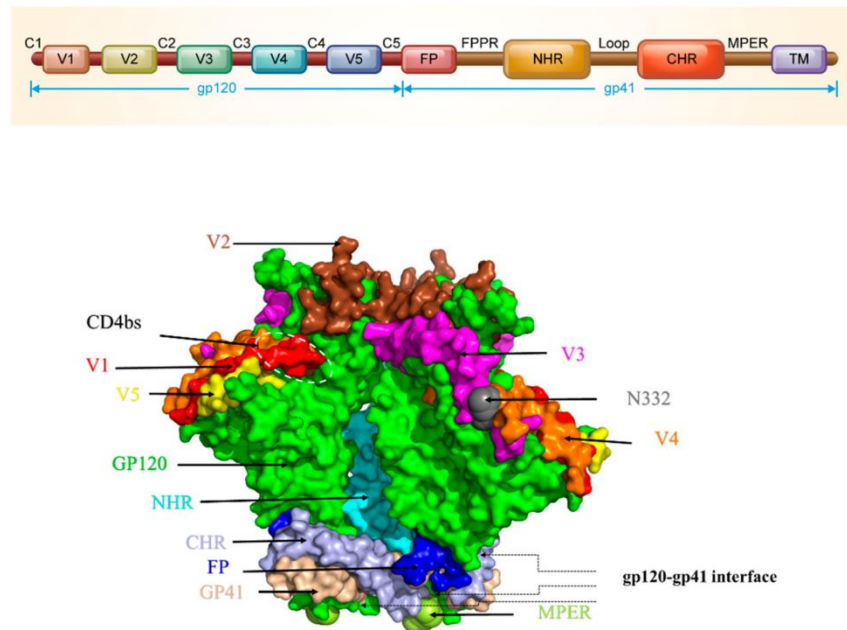 C1 C2 C3 C4 C5 FPPR Loop MPER
V1 V2 V3 V4 V5 FP NHR CHR TM
gp120 gp41
V2
CD4bs
V1
V3
V5
N332
V4
GP120
NHR
CHR
FP
gp120-gp41 interface
GP41
MPER